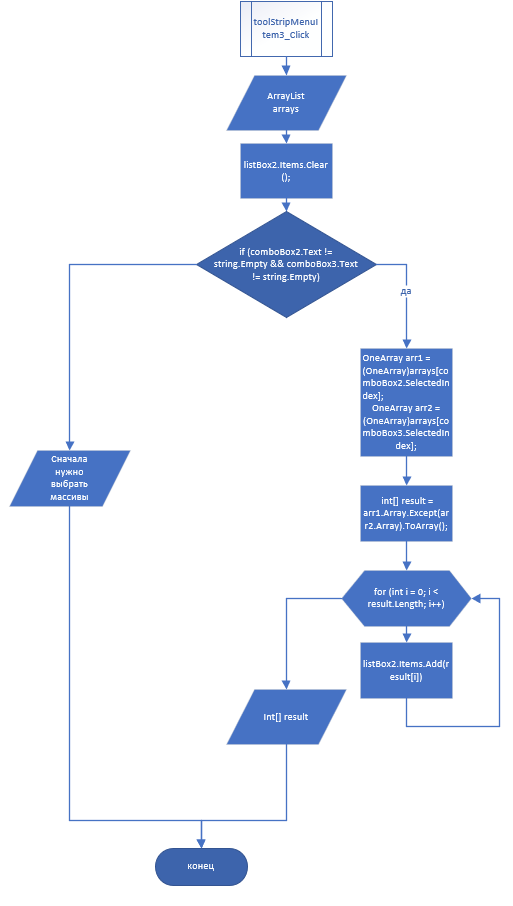 toolStripMenuI
tem3_Click
ArrayList
arrays
listBox2.Items.Clear
();
if (comboBox2.Text !=
string.Empty && comboBox3.Text
!= string.Empty)
да
OneArray arr1 =
(OneArray)arrays[co
mboBox2.SelectedIn
dex];
OneArray arr2 =
(OneArray)arrays[co
mboBox3.SelectedIn
dex];
Сначала
нужно
выбрать
массивы
int[] result =
arr1.Array.Except(ar
r2.Array).ToArray();
for (int i = 0; i <
result.Length; i++)
listBox2.Items.Add(r
esult[i])
Int[] result
конец